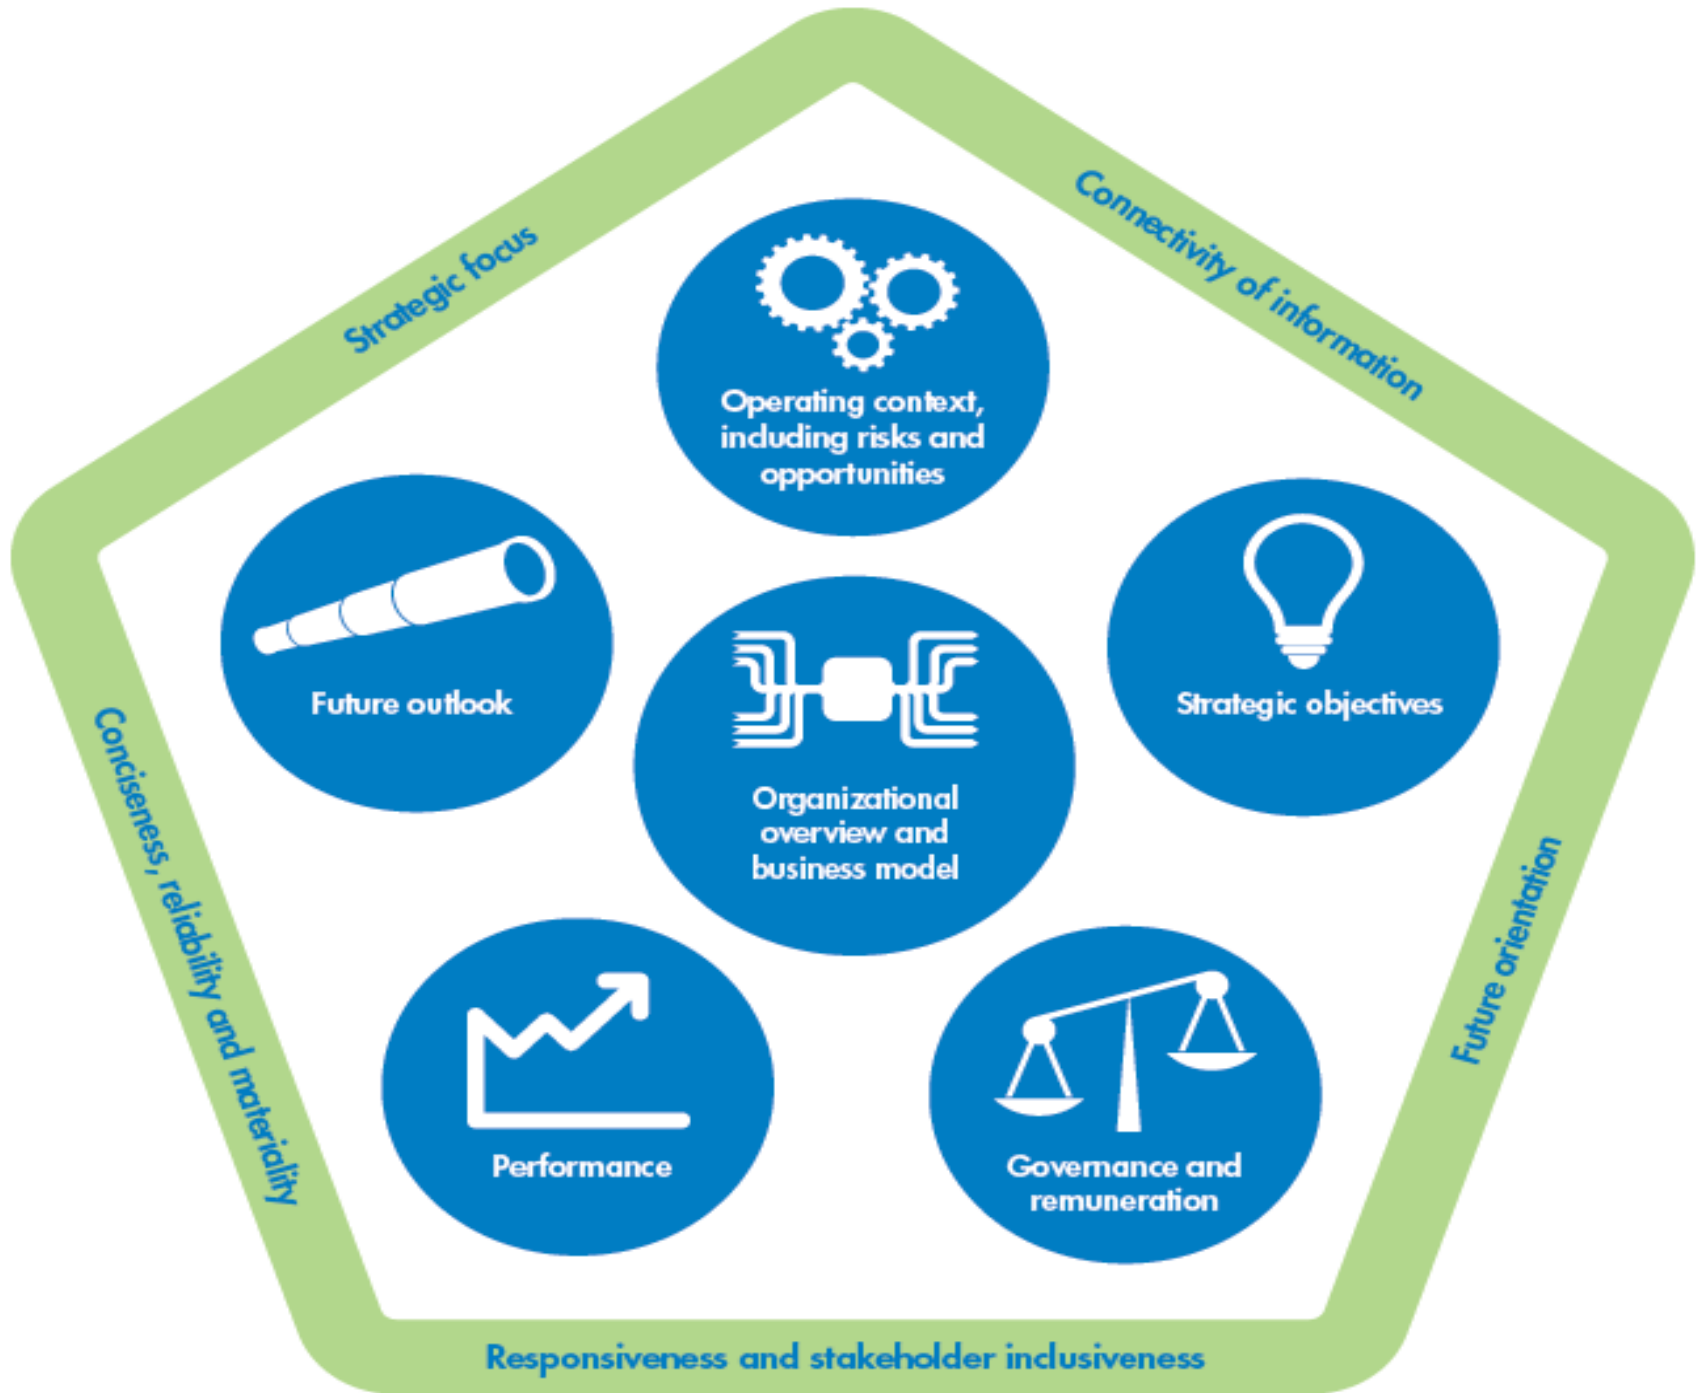 Strategic focus
Connectivity of information
Operating context,
including risks and
opportunities
Future outlook
Strategic objectives
Organizational
overview and
business model
Conciseness, reliability and materiality
Future orientation
Performance
Governance and
remuneration
Responsiveness and stakeholder inclusiveness